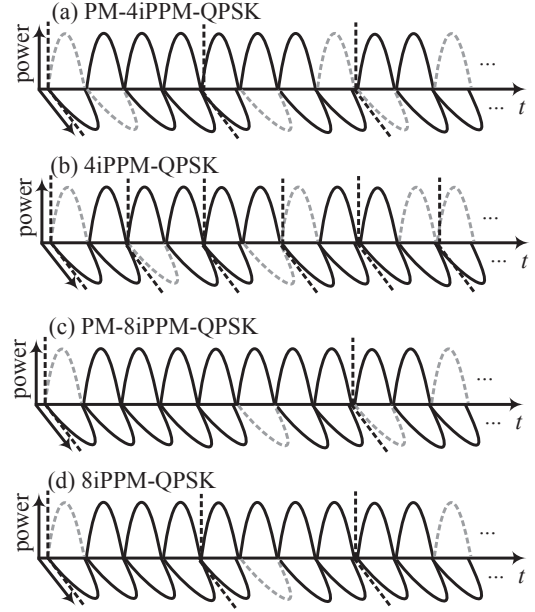 (a) PM-4iPPM-QPSK
power
...
... t
(b) 4iPPM-QPSK
power
...
... t
(c) PM-8iPPM-QPSK
power
...
... t
(d) 8iPPM-QPSK
power
...
... t